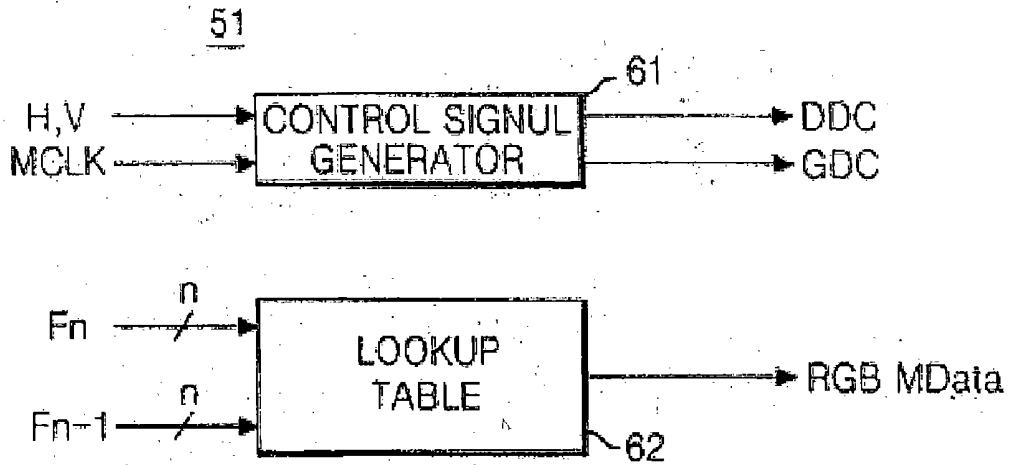 51
61
H,V
MCLK
CONTROL SIGNUL
GENERATOR
DDC
GDC
n
Fn
n
Fn-1
LOOKUP
TABLE
RGB MData
62